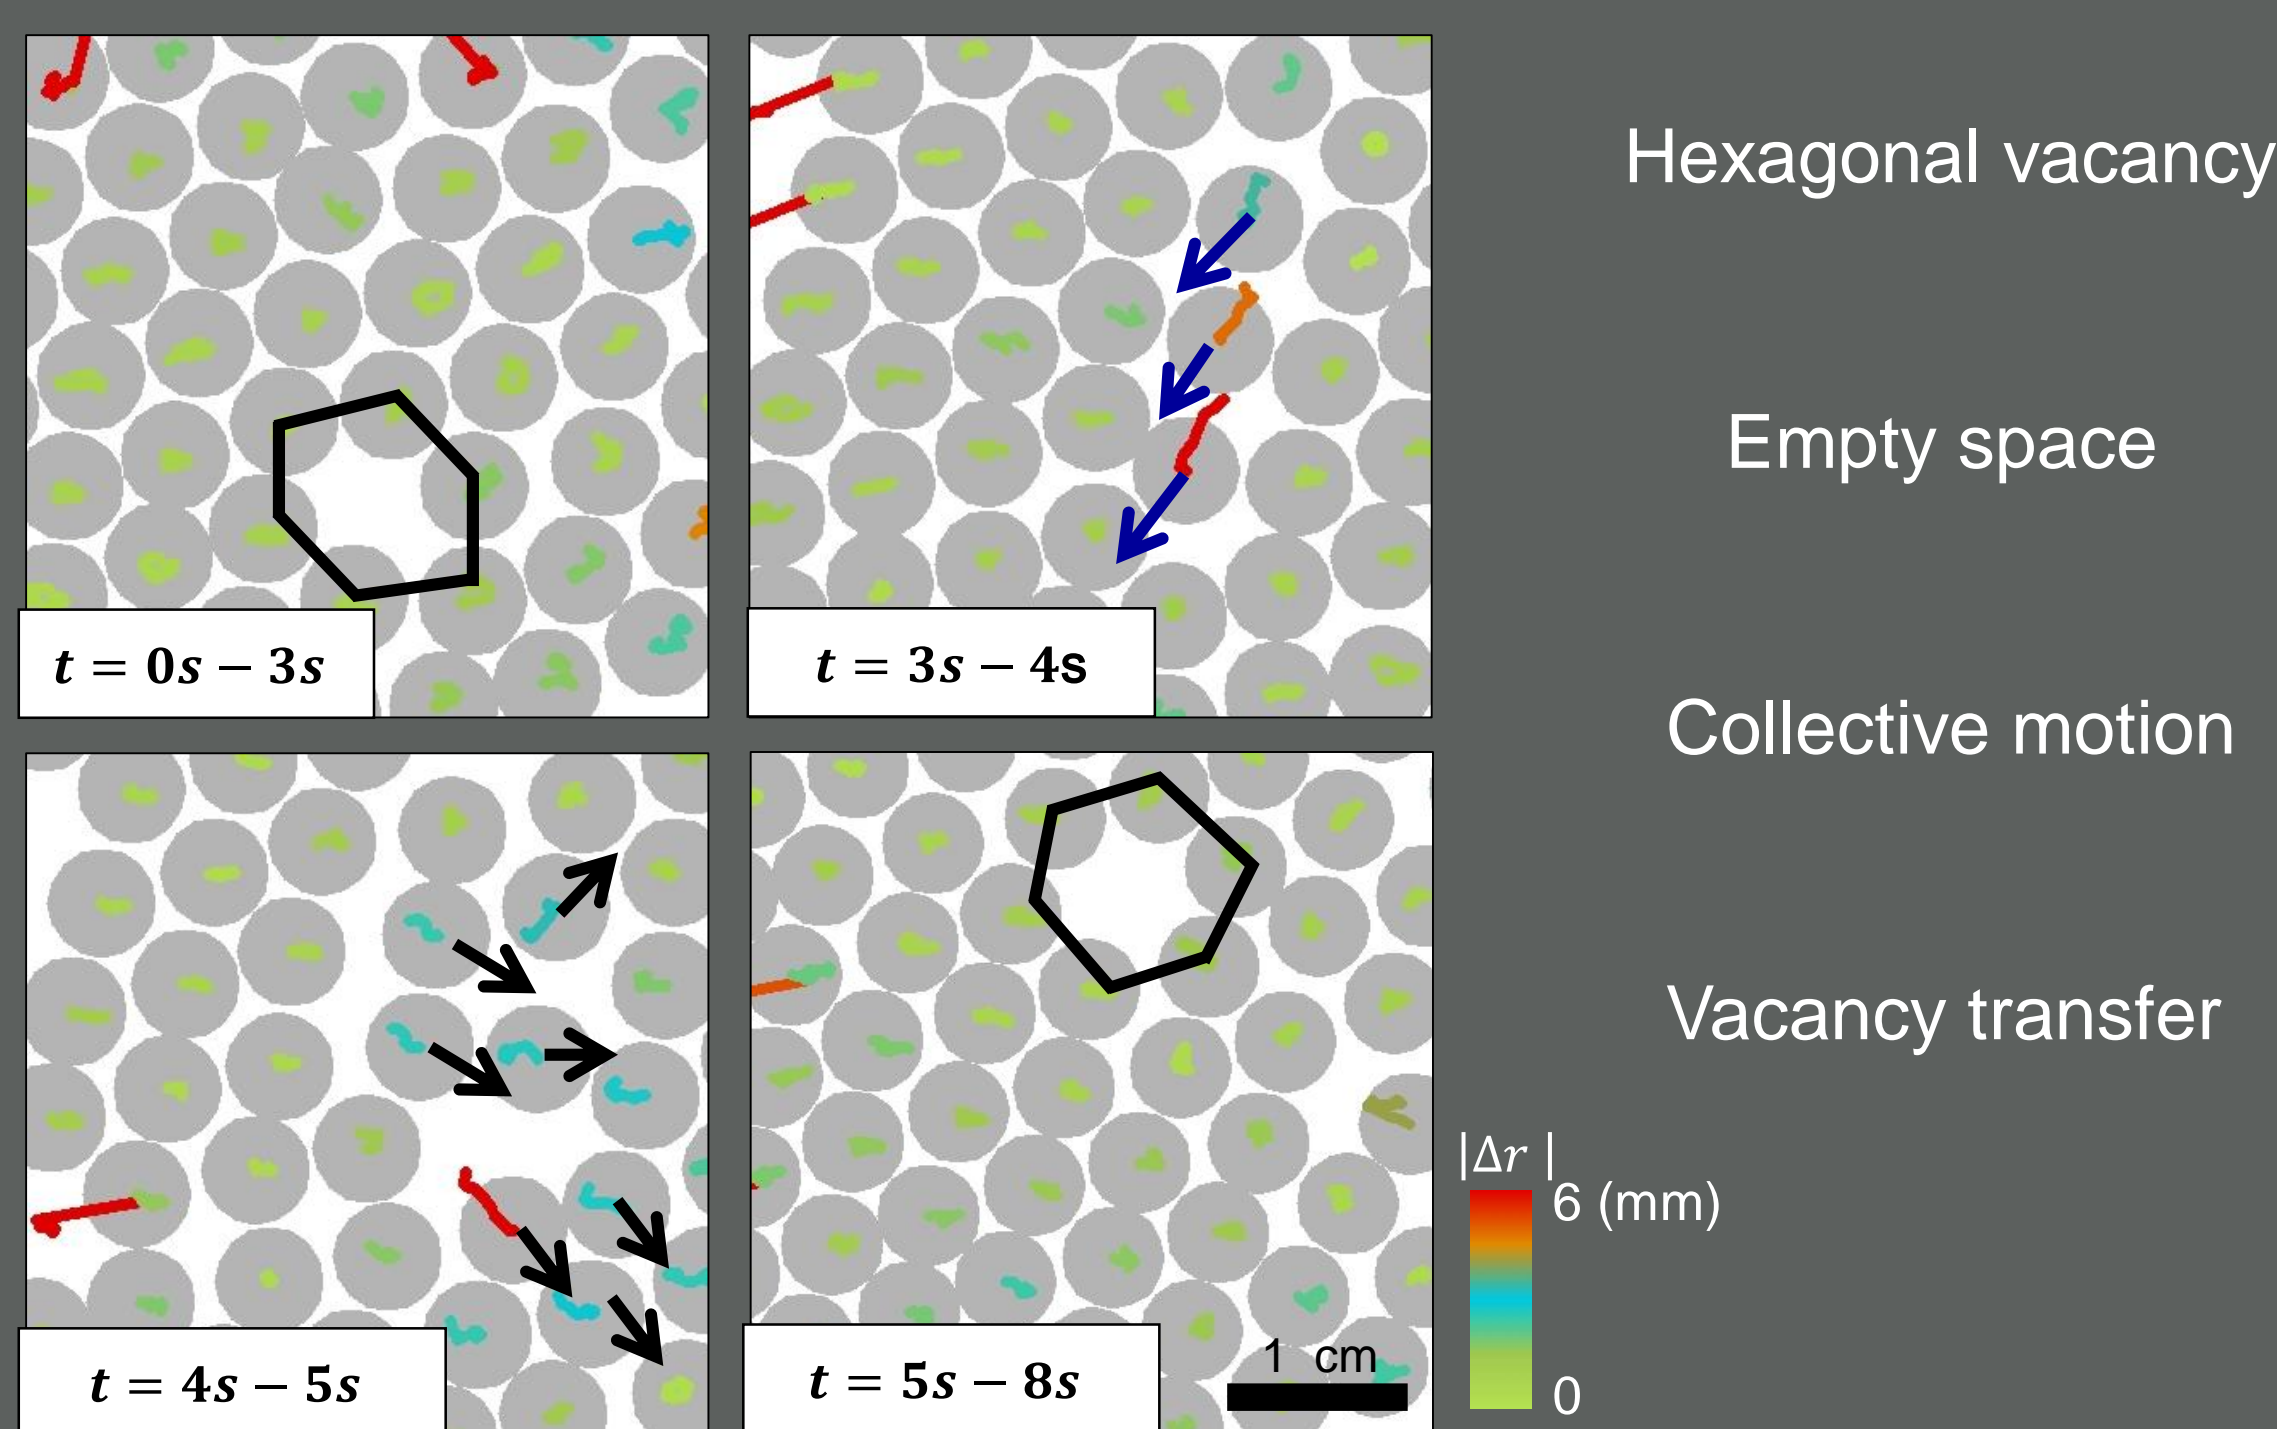 Hexagonal vacancy
Empty space
t = 0s − 3s
t = 3s − 4s
Collective motion
Vacancy transfer
|Δr |
6 (mm)
0
t = 4s − 5s
t = 5s − 8s
1 cm